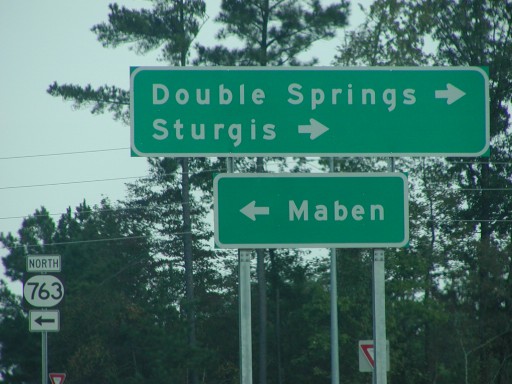 Double Springs
Sturgis
Maben
NORTH
763